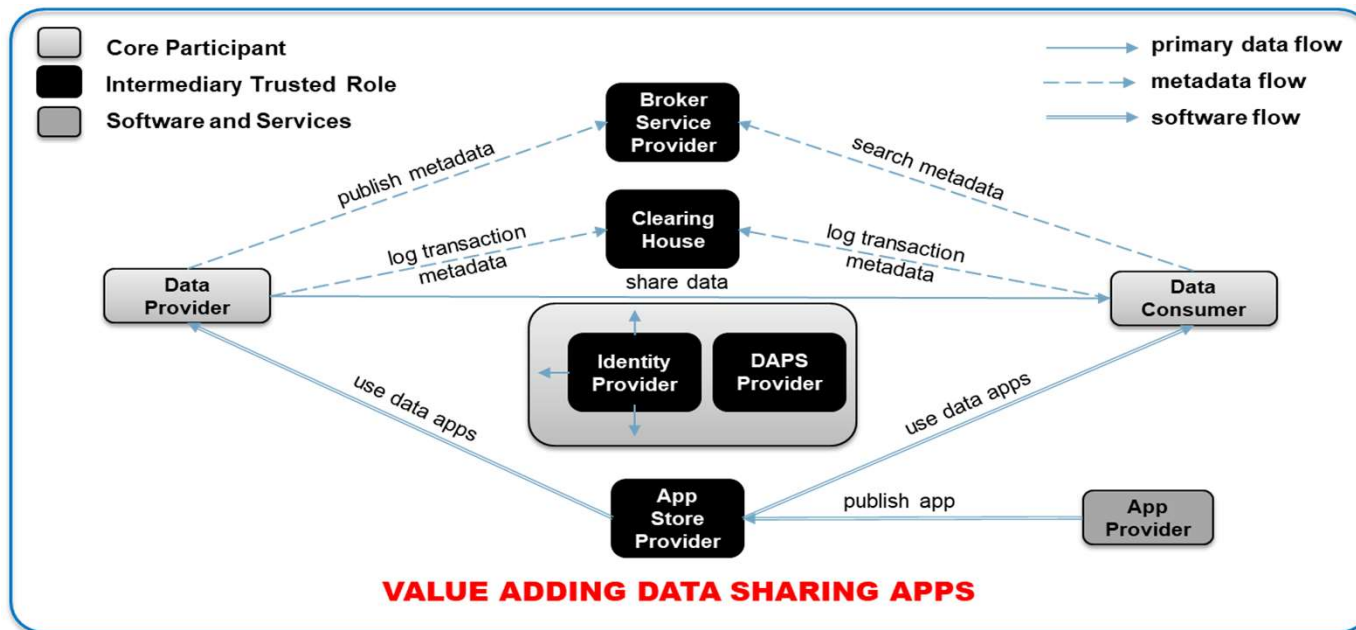 Core Participant
Intermediary Trusted Role
Software and Services
primary data flow
metadata flow
software flow
Broker
Service
Provider
publish metadata
search metadata
Clearing
House
log transaction
metadata
log transaction
metadata
share data
Data
Provider
Data
Consumer
Identity
Provider
DAPS
Provider
use data apps
use data apps
App
Store
Provider
publish app
App
Provider
VALUE ADDING DATA SHARING APPS